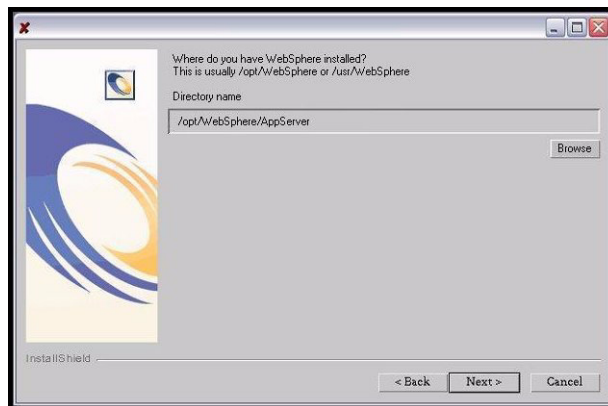 Where do you have WebSphere installed?
This is usually /opt/WebSphere or /usr/WebSphere
Directory name
/opt/WebSphere/AppServer
Browse
InstallShield
< Back
Next >
Cancel